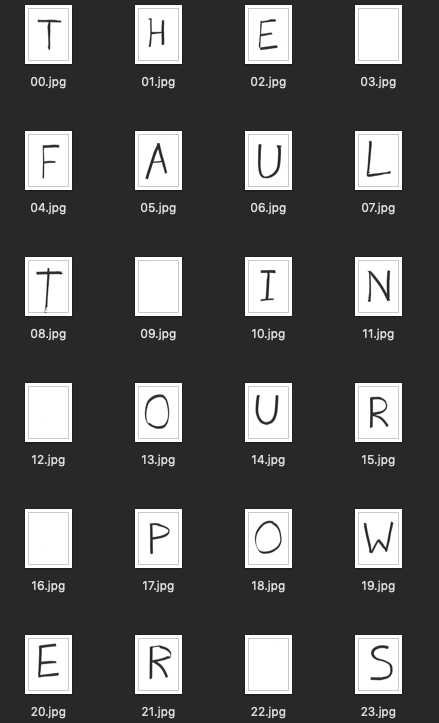 T H E
00.jpg 01.jpg 02.jpg 03.jpg
F A U L
04.jpg 05.jpg 06.jpg 07.jpg
T I N
08.jpg 09.jpg 10.jpg 11.jpg
O U R
12.jpg 13.jpg 14.jpg 15.jpg
P O W
16.jpg 17.jpg 18.jpg 19.jpg
E R S
20.jpg 21.jpg 22.jpg 23.jpg